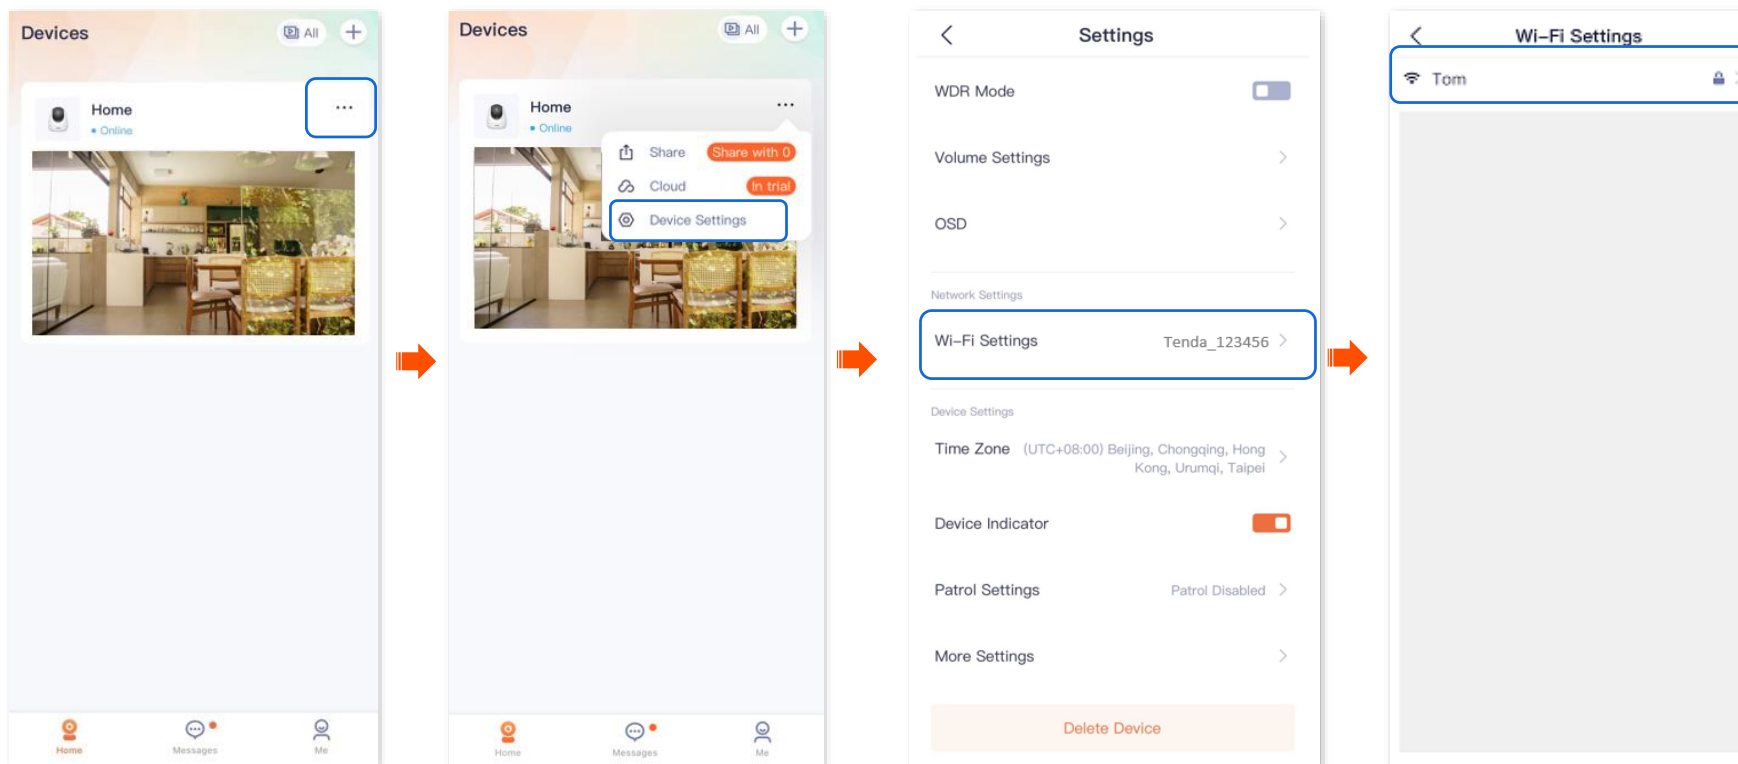 Devices
All
Home
• Online
Home
Messages
Me
Devices
All
Home
• Online
Share
Share with 0
Cloud
In trial
Device Settings
Home
Messages
Me
Settings
WDR Mode
Volume Settings
OSD
Network Settings
Wi-Fi Settings Tenda_123456
Device Settings
Time Zone (UTC+08:00) Beijing, Chongqing, Hong
Kong, Urumqi, Taipei
Device Indicator
Patrol Settings Patrol Disabled
More Settings
Delete Device
Wi-Fi Settings
Tom